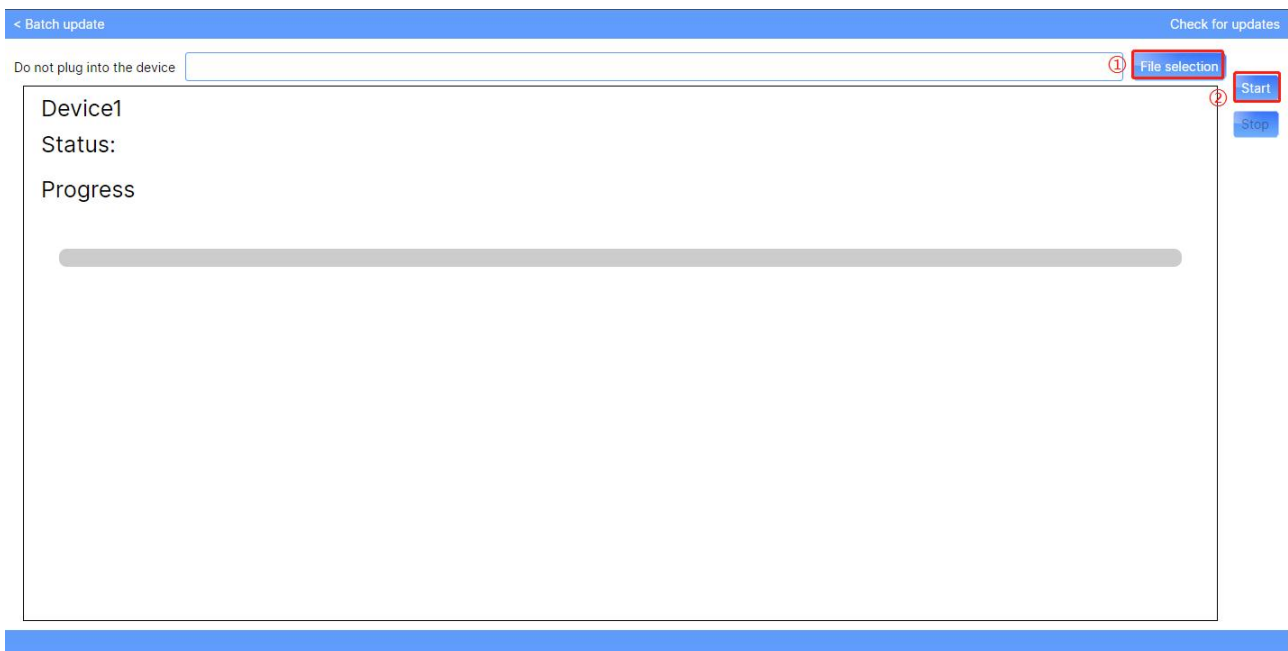 < Batch update
Check for updates
Do not plug into the device
① File selection
② Start
Stop
Device1
Status:
Progress